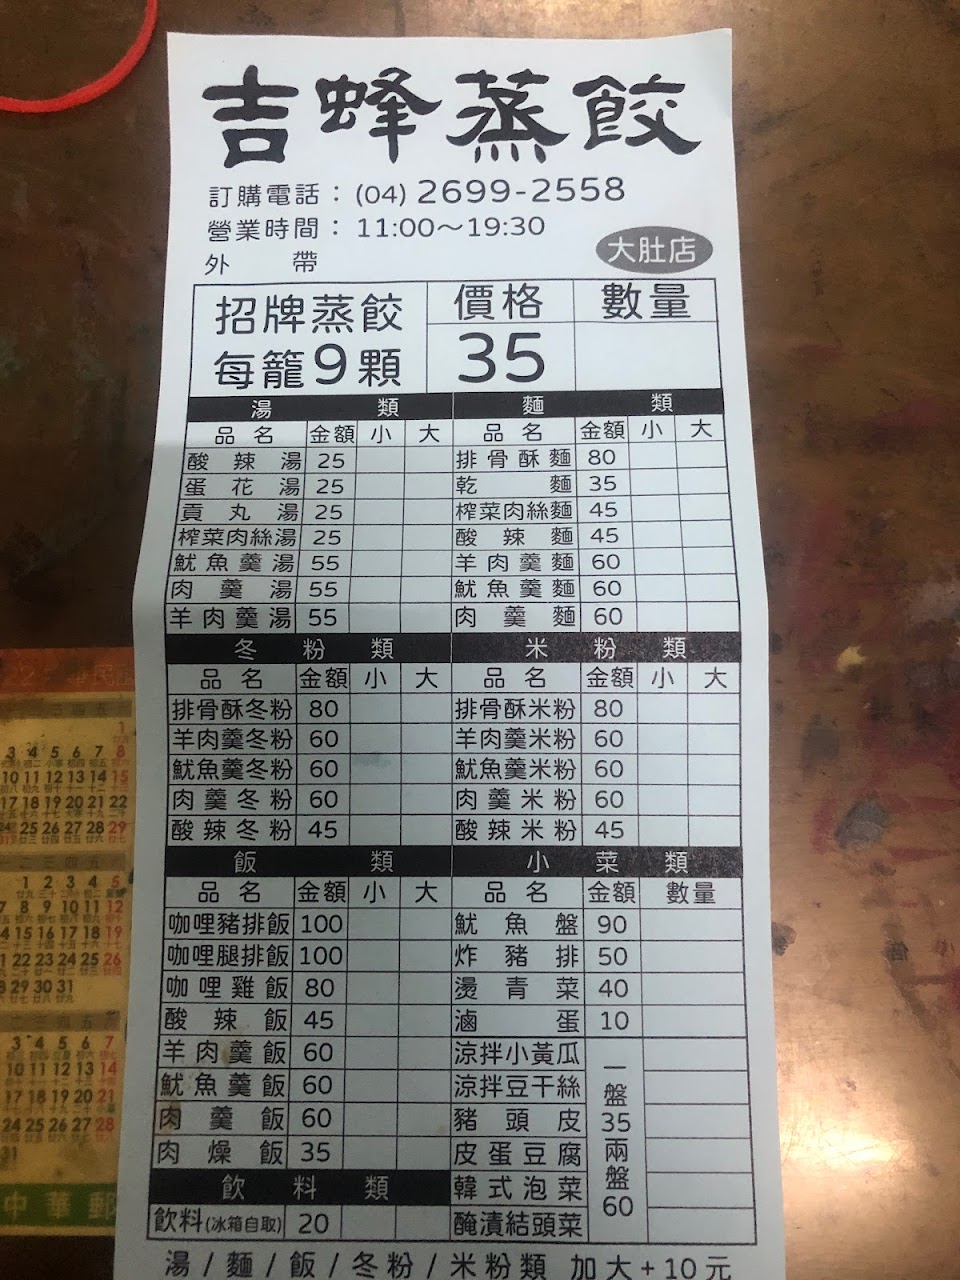 吉蜂蒸餃
訂購電話：(04) 2699-2558
營業時間：11:00～19:30
外帶
大肚店
招牌蒸餃 每籠9顆 價格 35 數量
湯類
品名 金額 小 大
酸辣湯 25
蛋花湯 25
貢丸湯 25
榨菜肉絲湯 25
魷魚羹湯 55
肉羹湯 55
羊肉羹湯 55
麵類
品名 金額 小 大
排骨酥麵 80
乾麵 35
榨菜肉絲麵 45
酸辣麵 45
羊肉羹麵 60
魷魚羹麵 60
肉羹麵 60
冬粉類
品名 金額 小 大
排骨酥冬粉 80
羊肉羹冬粉 60
魷魚羹冬粉 60
肉羹冬粉 60
酸辣冬粉 45
米粉類
品名 金額 小 大
排骨酥米粉 80
羊肉羹米粉 60
魷魚羹米粉 60
肉羹米粉 60
酸辣米粉 45
飯類
品名 金額 小 大
咖哩豬排飯 100
咖哩腿排飯 100
咖哩雞飯 80
酸辣飯 45
羊肉羹飯 60
魷魚羹飯 60
肉羹飯 60
肉燥飯 35
飲料類
飲料(冰箱自取) 20
小菜類
品名 金額 數量
魷魚盤 90
炸豬排 50
燙青菜 40
滷蛋 10
涼拌小黃瓜
涼拌豆干絲
豬頭皮
皮蛋豆腐
韓式泡菜
醃漬結頭菜
一盤35兩盤60
湯/麵/飯/冬粉/米粉類 加大+10元
中華郵